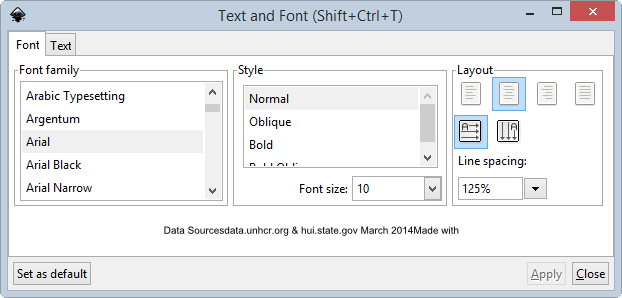 Text and Font (Shift+Ctrl+T)
Font Text
Font family
Arabic Typesetting
Argentum
Arial
Arial Black
Arial Narrow
Style
Normal
Oblique
Bold
Bold Obliq
Font size: 10
Layout
Line spacing:
125%
Data Sourcesdata.unhcr.org & hui.state.gov March 2014Made with
Set as default
Apply Close